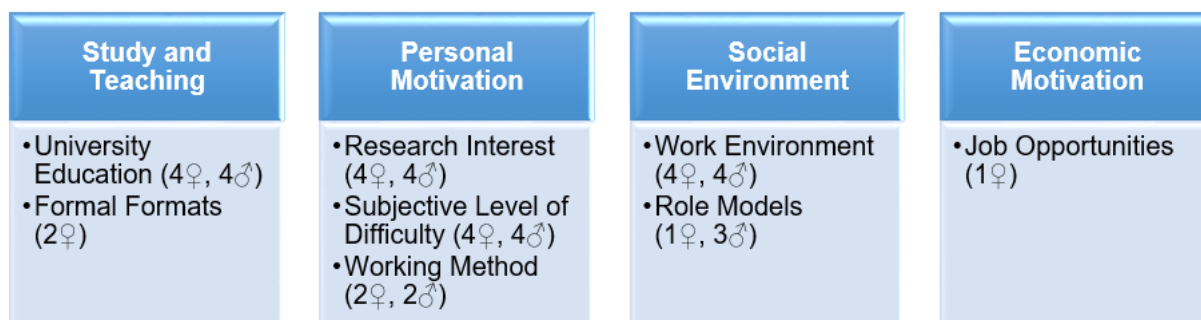 Study and
Teaching
•University
Education (4♀, 4♂)
•Formal Formats
(2♀)
Personal
Motivation
•Research Interest
(4♀, 4♂)
•Subjective Level of
Difficulty (4♀, 4♂)
•Working Method
(2♀, 2♂)
Social
Environment
•Work Environment
(4♀, 4♂)
•Role Models
(1♀, 3♂)
Economic
Motivation
•Job Opportunities
(1♀)